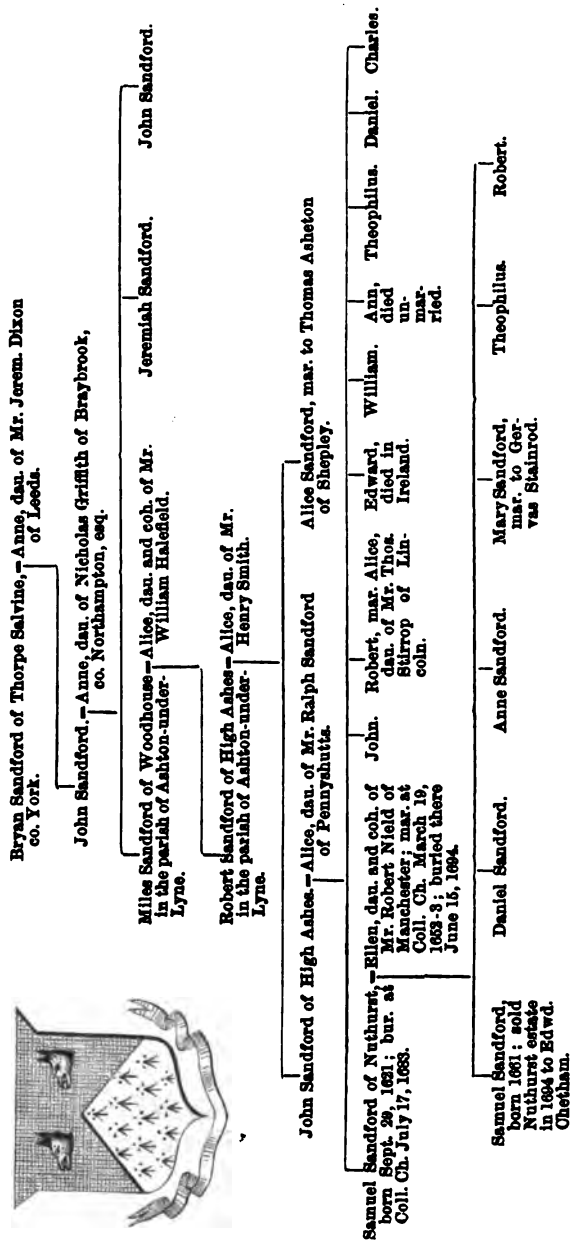 Bryan Sandford of Thorpe Salvine,=Anne, dau. of Mr. Jerem. Dixon
co. York. of Leeds.
John Sandford.=Anne, dau. of Nicholas Griffith of Braybrook,
co. Northampton, esq.
Miles Sandford of Woodhouse=Alice, dau. and coh. of Mr.
in the parish of Ashton-under- William Halefield.
Lyne.
Jeremiah Sandford.
John Sandford.
Robert Sandford of High Ashes=Alice, dau. of Mr.
in the parish of Ashton-under- Henry Smith.
Lyne.
John Sandford of High Ashes.=Alice, dau. of Mr. Ralph Sandford
of Pennyshutts.
Alice Sandford, mar. to Thomas Asheton
of Shepley.
Samuel Sandford of Nuthurst,=Ellen, dau. and coh. of
born Sept. 29, 1621; bur. at Mr. Robert Nield of
Coll. Ch. July 17, 1683. Manchester; mar. at
Coll. Ch. March 19,
1652-3; buried there
June 15, 1694.
John.
Robert, mar. Alice,
dau. of Mr. Thos.
Stirrop of Lin-
coln.
Edward,
died in
Ireland.
William.
Ann,
died
un-
mar-
ried.
Theophilus.
Daniel.
Charles.
Samuel Sandford,
born 1661; sold
Nuthurst estate
in 1694 to Edwd.
Chetham.
Daniel Sandford.
Anne Sandford.
Mary Sandford,
mar. to Ger-
vas Stainrod.
Theophilus.
Robert.